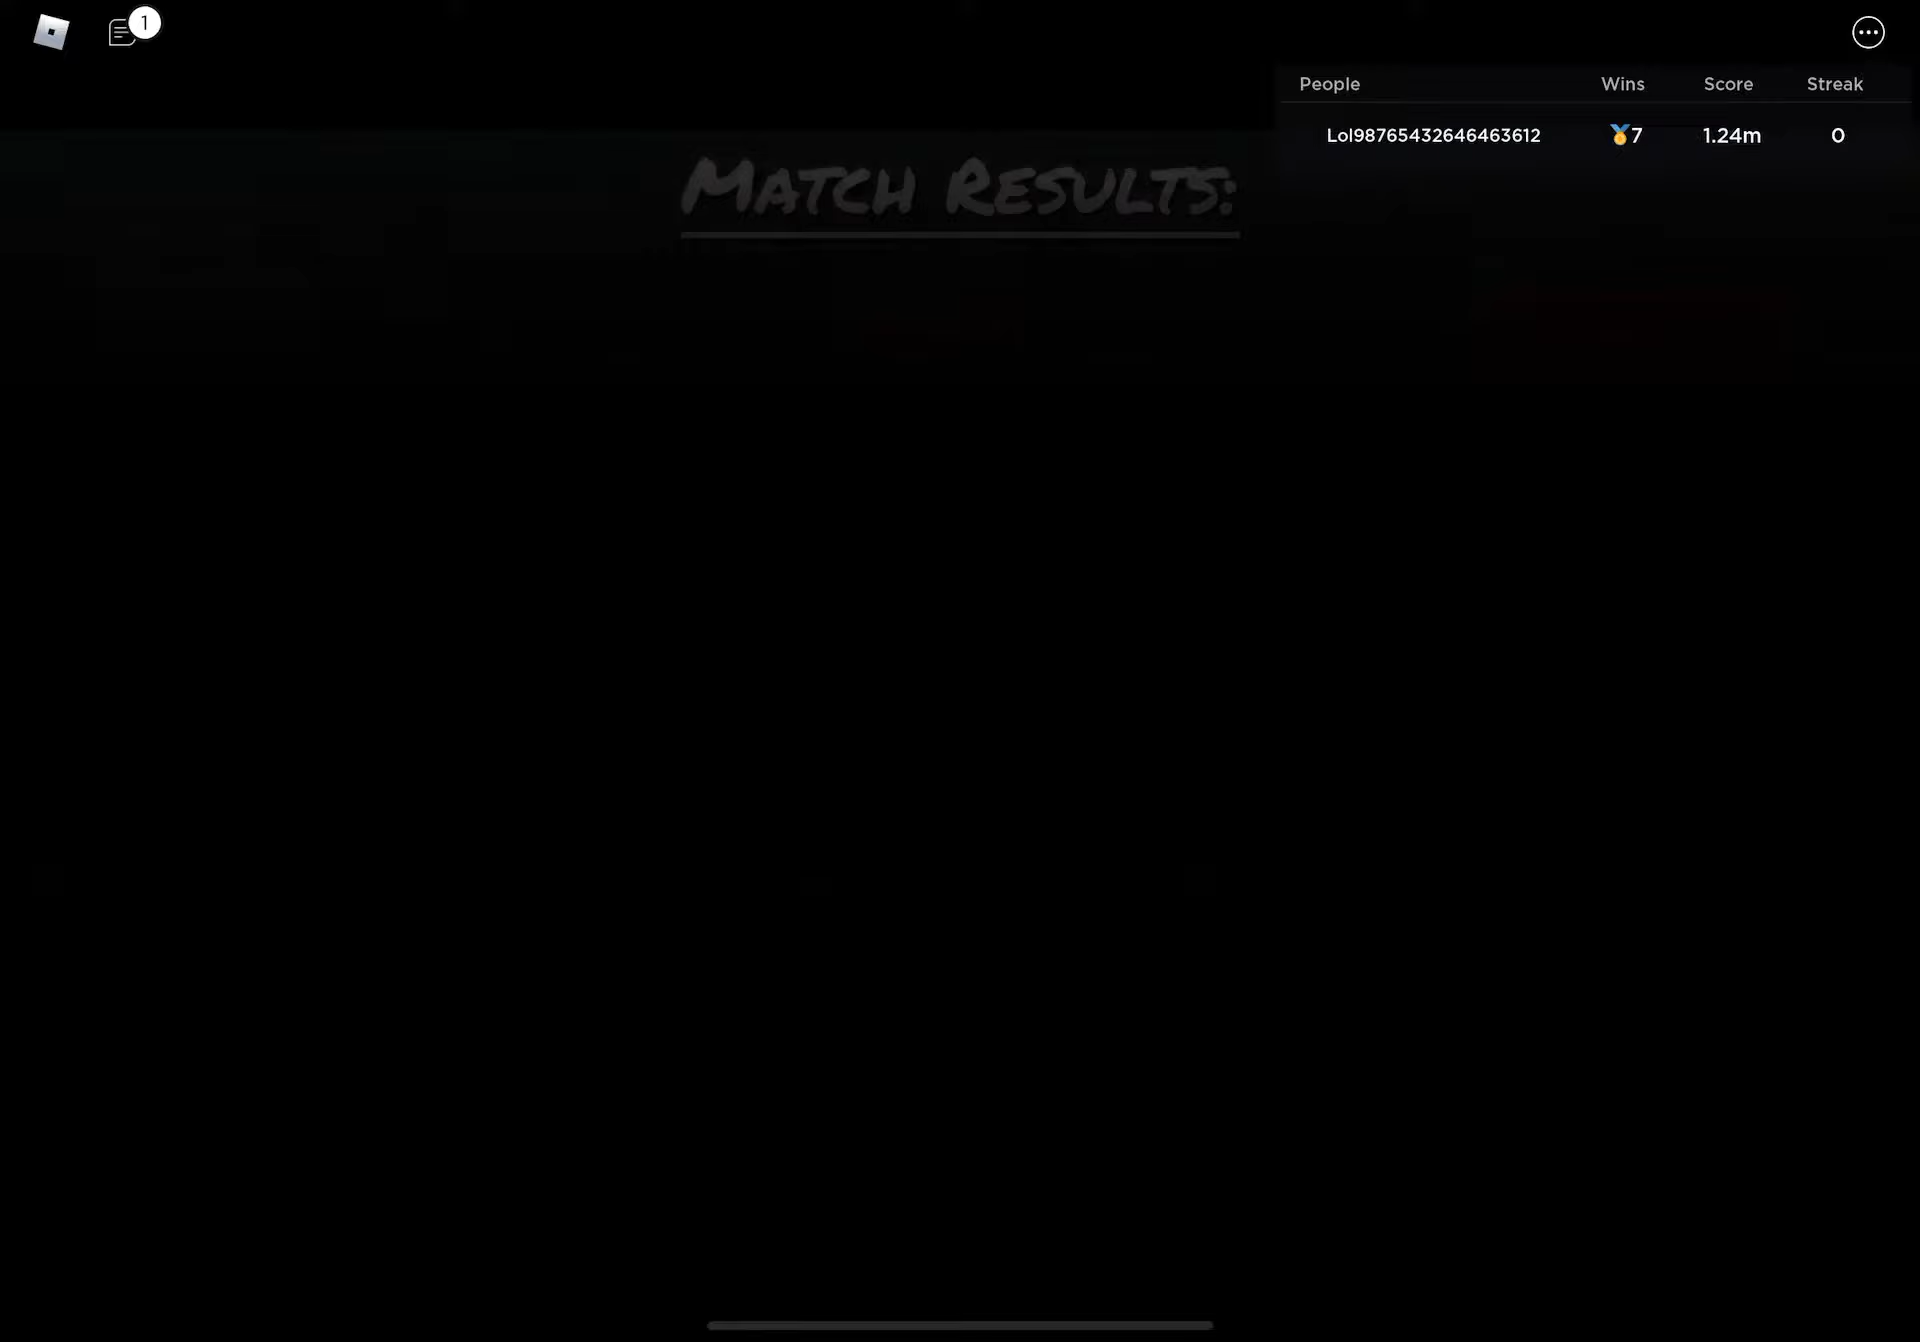 1
People Wins Score Streak
Lol98765432646463612 🏅7 1.24m 0
Match Results: